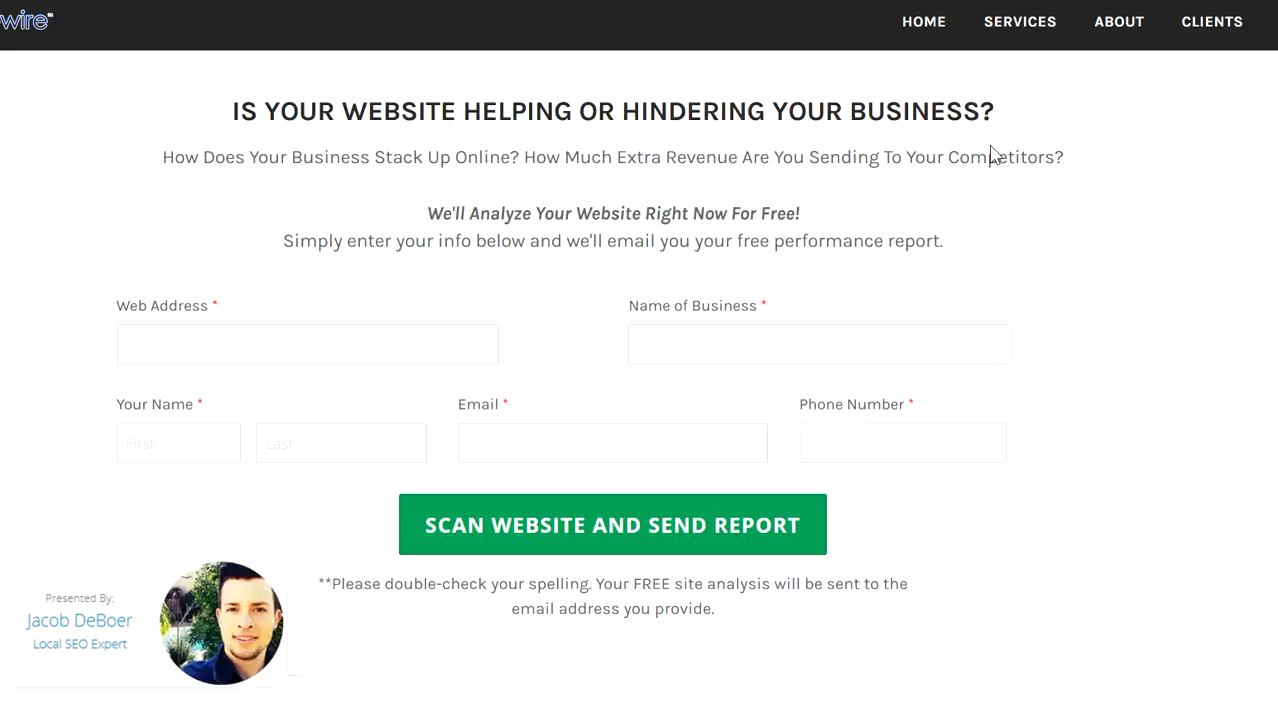 wire
HOME SERVICES ABOUT CLIENTS
IS YOUR WEBSITE HELPING OR HINDERING YOUR BUSINESS?
How Does Your Business Stack Up Online? How Much Extra Revenue Are You Sending To Your Competitors?
We'll Analyze Your Website Right Now For Free!
Simply enter your info below and we'll email you your free performance report.
Web Address * Name of Business *
Your Name * Email * Phone Number *
First Last
SCAN WEBSITE AND SEND REPORT
**Please double-check your spelling. Your FREE site analysis will be sent to the
email address you provide.
Presented By:
Jacob DeBoer
Local SEO Expert